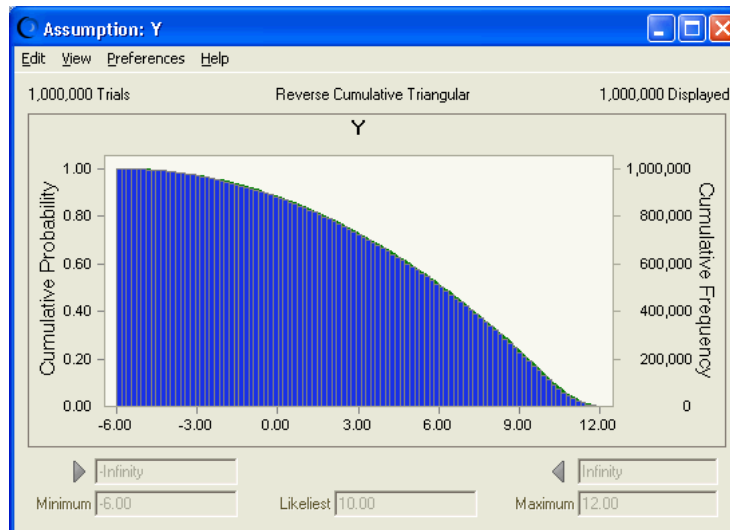 Assumption: Y
Edit View Preferences Help
1,000,000 Trials Reverse Cumulative Triangular 1,000,000 Displayed
Y
Cumulative Probability
1.00
0.80
0.60
0.40
0.20
0.00
1,000,000
800,000
600,000
400,000
200,000
0
Cumulative Frequency
-6.00 -3.00 0.00 3.00 6.00 9.00 12.00
-Infinity Infinity
Minimum -6.00 Likeliest 10.00 Maximum 12.00